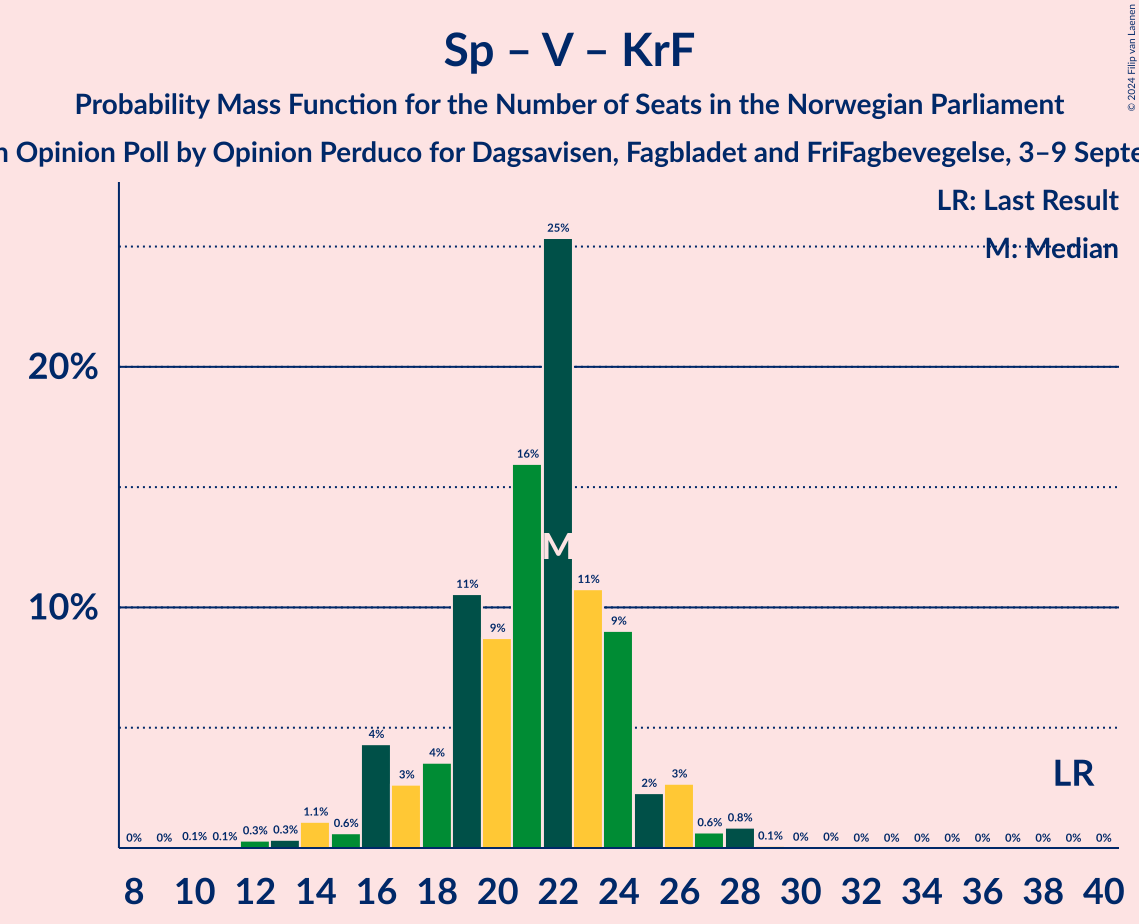 Sp – V – KrF
Probability Mass Function for the Number of Seats in the Norwegian Parliament
Opinion Poll by Opinion Perduco for Dagsavisen, Fagbladet and FriFagbevegelse, 3–9
© 2024 Filip van Laenen
LR: Last Result
M: Median
20%
10%
0% 0% 0.1% 0.1% 0.3% 0.3% 1.1% 0.6% 4% 3% 4% 11% 9% 16% 25% 11% 9% 2% 3% 0.6% 0.8% 0.1% 0% 0% 0% 0% 0% 0% 0% 0% 0% 0% 0%
M
LR
8 10 12 14 16 18 20 22 24 26 28 30 32 34 36 38 40